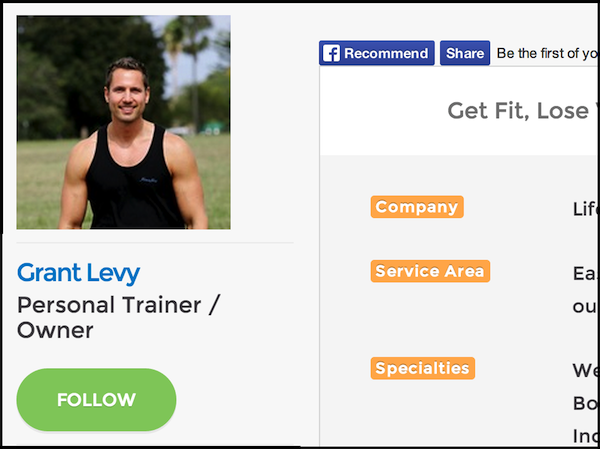 Recommend Share Be the first of yo
Get Fit, Lose
Grant Levy
Personal Trainer /
Owner
FOLLOW
Company Life
Service Area Ea
ou
Specialties We
Bo
Inc